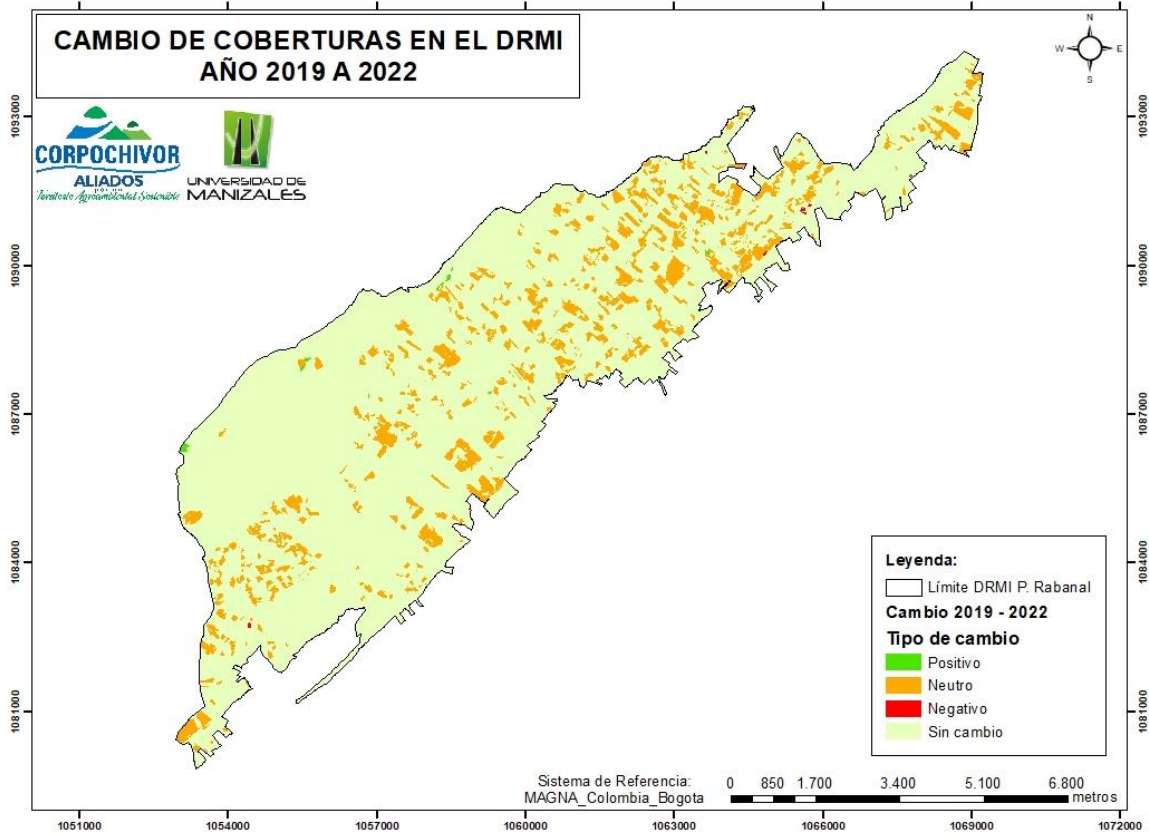 CAMBIO DE COBERTURAS EN EL DRMI
AÑO 2019 A 2022
N
W
E
S
CORPOCHIVOR
ALIADOS
Territorio Agroambiental Sostenible
UNIVERSIDAD DE
MANIZALES
1093000
1090000
1087000
1084000
1081000
1093000
1090000
1087000
1084000
1081000
Leyenda:
Límite DRMI P. Rabanal
Cambio 2019 - 2022
Tipo de cambio
Positivo
Neutro
Negativo
Sin cambio
Sistema de Referencia:
MAGNA_Colombia_Bogota
0 850 1.700 3.400 5.100 6.800
metros
1051000 1054000 1057000 1060000 1063000 1066000 1069000 1072000